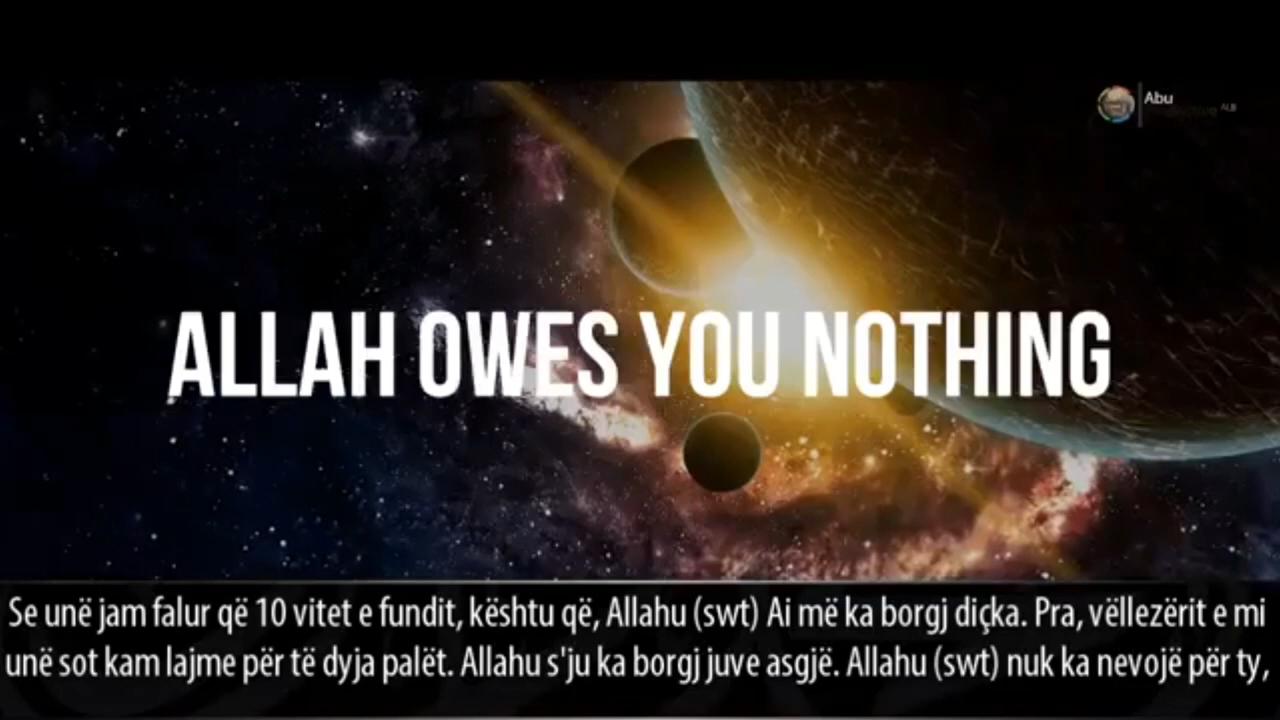 Abu
ALB
ALLAH OWES YOU NOTHING
Se unë jam falur që 10 vitet e fundit, kështu që, Allahu (swt) Ai më ka borgj diçka. Pra, vëllezërit e mi
unë sot kam lajme për të dyja palët. Allahu s'ju ka borgj juve asgjë. Allahu (swt) nuk ka nevojë për ty,